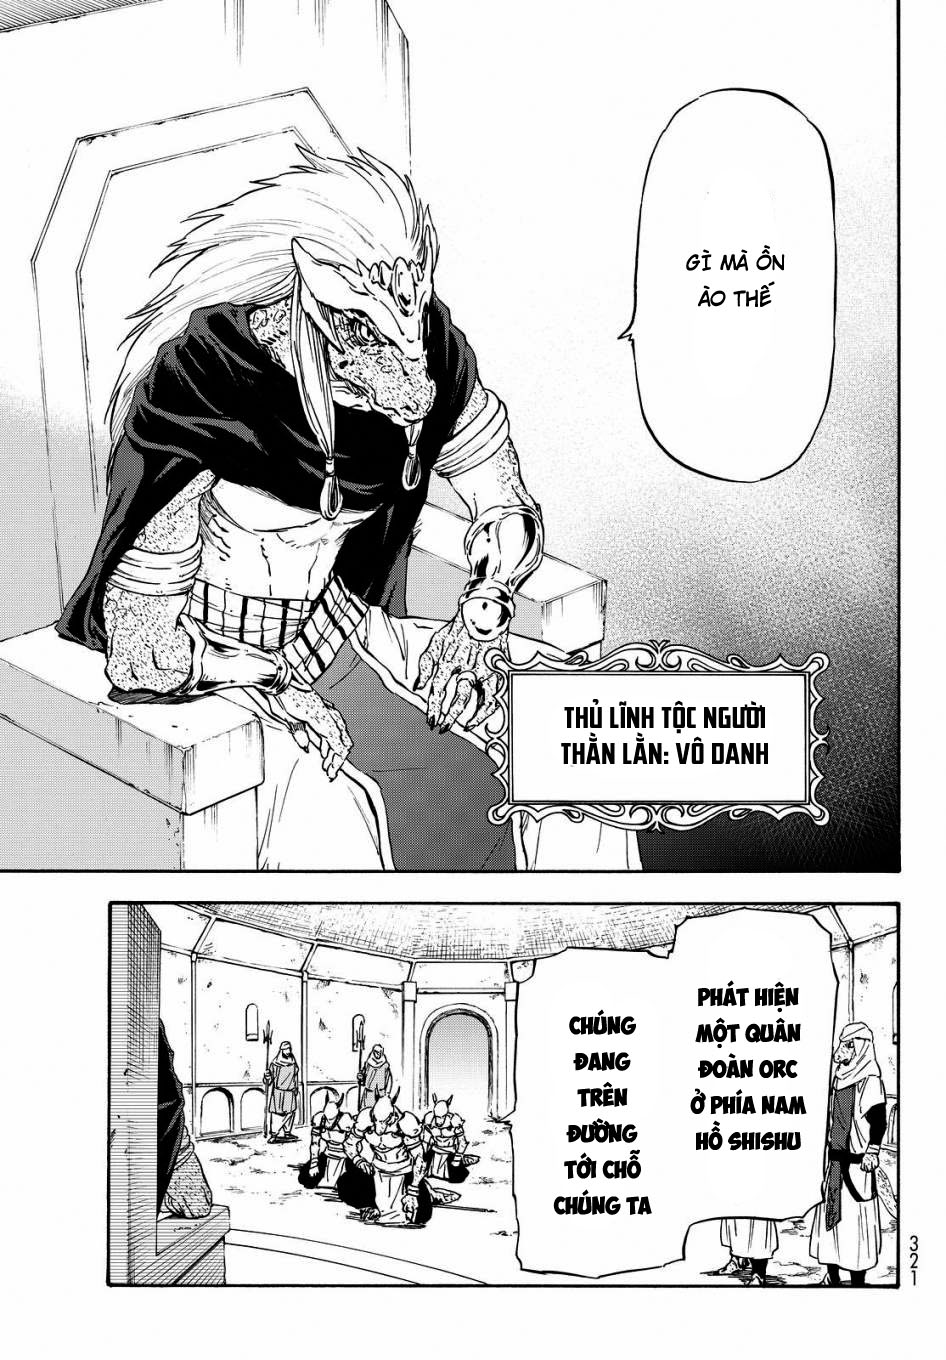 GÌ MÀ ỒN
ÀO THẾ
THỦ LĨNH TỘC NGƯỜI
THẰN LẰN: VÔ DANH
PHÁT HIỆN
MỘT QUÂN
ĐOÀN ORC
Ở PHÍA NAM
HỒ SHISHU
CHÚNG
ĐANG
TRÊN
ĐƯỜNG
TỚI CHỖ
CHÚNG TA
321